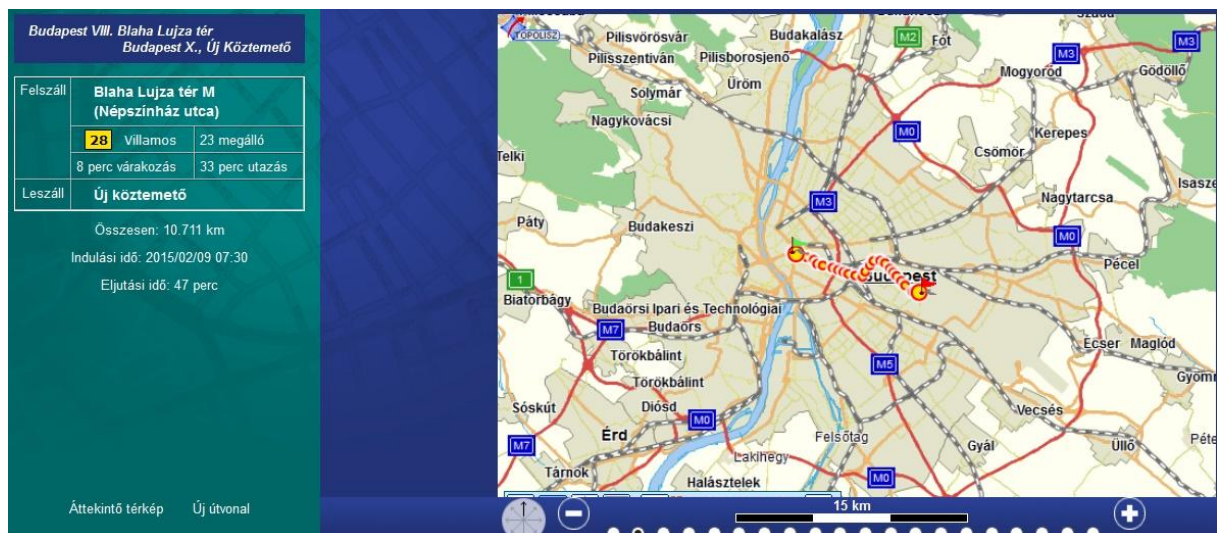 Budapest VIII. Blaha Lujza tér
Budapest X., Új Köztemető
Felszáll
Blaha Lujza tér M
(Népszínház utca)
28 Villamos
23 megálló
8 perc várakozás
33 perc utazás
Leszáll
Új köztemető
Összesen: 10.711 km
Indulási idő: 2015/02/09 07:30
Eljutási idő: 47 perc
Áttekintő térkép
Új útvonal
TOPOLISZ
Pilisvörösvár
Budakalász
M2
Fót
M3
M3
Pilisszentiván
Pilisborosjenő
Mogyoród
Gödöllő
Solymár
Üröm
Nagykovácsi
M0
Kerepes
Csömör
Telki
M3
Nagytarcsa
Isasze
Páty
Budakeszi
M0
Pécel
Budapest
1
Biatorbágy
Budaörsi Ipari és Technológiai
M7
Budaörs
Ecser
Maglód
Törökbálint
M5
Gyömr
Törökbálint
Sóskút
Diósd
M0
Vecsés
Érd
Felsőtag
Gyál
Üllő
Péte
M7
Lakihegy
Tárnok
Halásztelek
M0
15 km